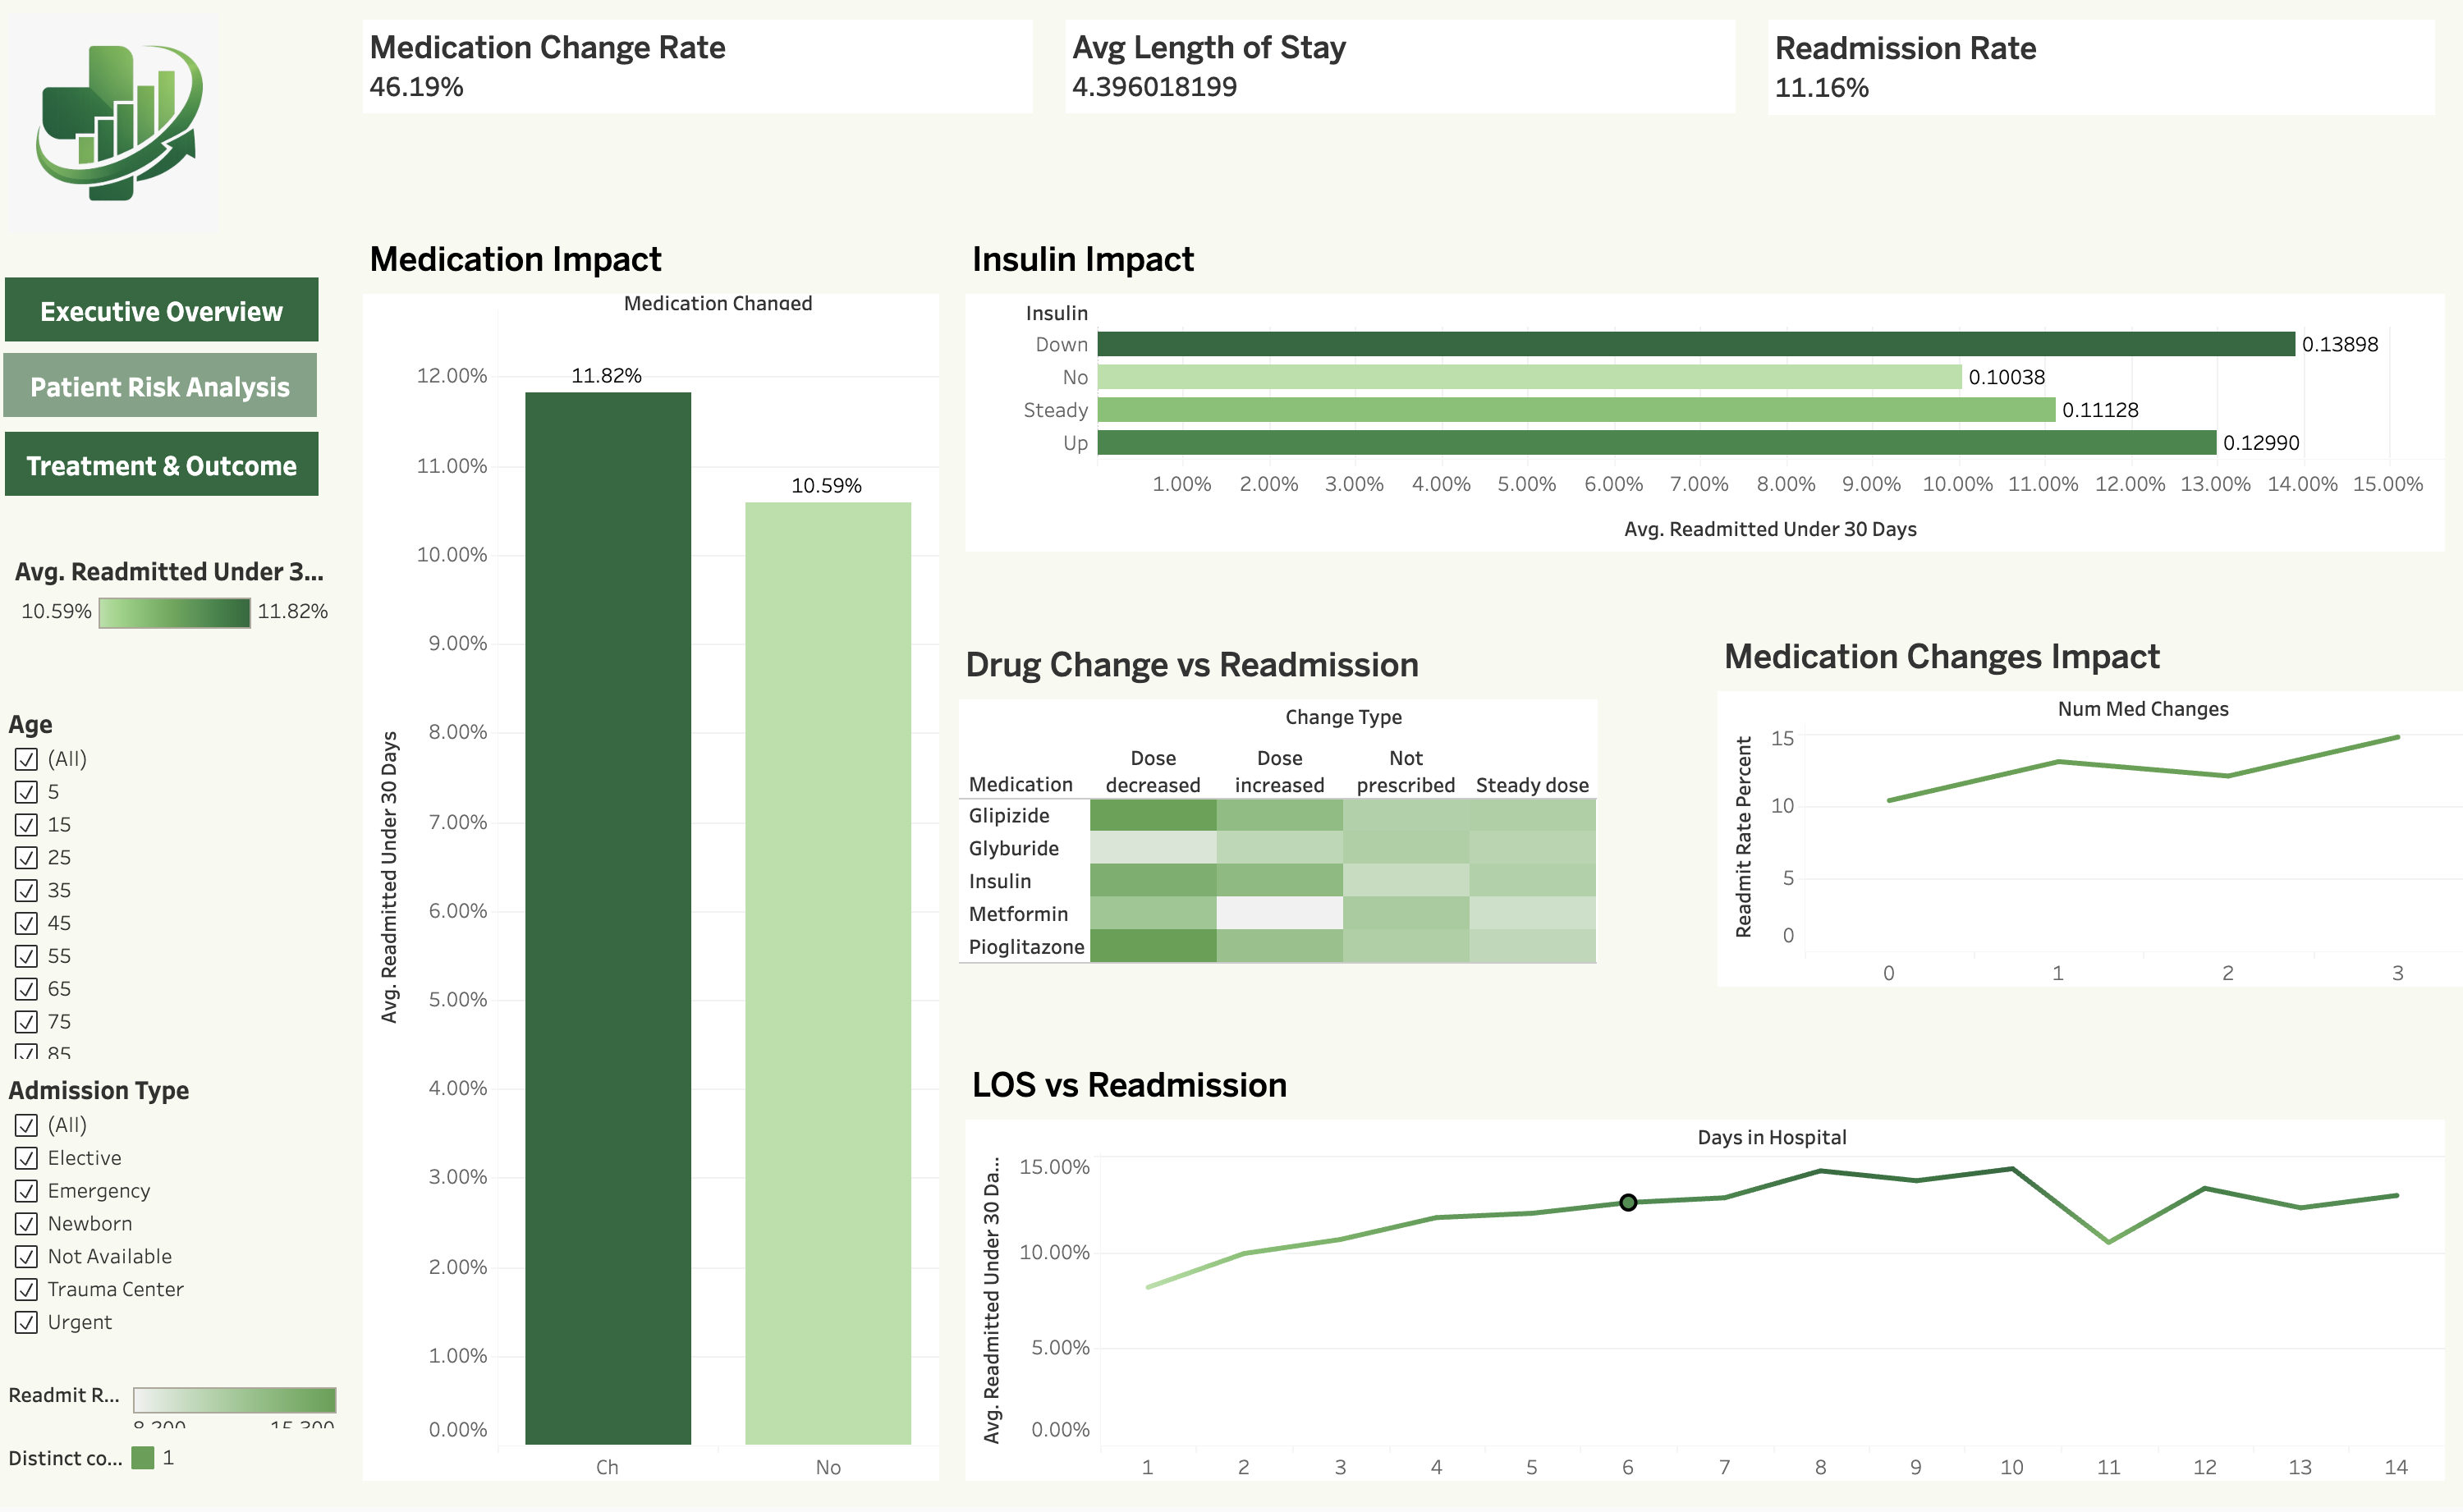 Medication Change Rate
46.19%
Avg Length of Stay
4.396018199
Readmission Rate
11.16%
Executive Overview
Patient Risk Analysis
Treatment & Outcome
Avg. Readmitted Under 3...
10.59% 11.82%
Age
(All)
5
15
25
35
45
55
65
75
85
Admission Type
(All)
Elective
Emergency
Newborn
Not Available
Trauma Center
Urgent
Readmit R...
8.200 15.300
Distinct co... 1
Medication Impact
Medication Changed
Avg. Readmitted Under 30 Days
12.00%
11.00%
10.00%
9.00%
8.00%
7.00%
6.00%
5.00%
4.00%
3.00%
2.00%
1.00%
0.00%
11.82%
10.59%
Ch No
Insulin Impact
Insulin
Down 0.13898
No 0.10038
Steady 0.11128
Up 0.12990
1.00% 2.00% 3.00% 4.00% 5.00% 6.00% 7.00% 8.00% 9.00% 10.00% 11.00% 12.00% 13.00% 14.00% 15.00%
Avg. Readmitted Under 30 Days
Drug Change vs Readmission
Change Type
Dose Dose Not
Medication decreased increased prescribed Steady dose
Glipizide
Glyburide
Insulin
Metformin
Pioglitazone
Medication Changes Impact
Num Med Changes
Readmit Rate Percent
15
10
5
0
0 1 2 3
LOS vs Readmission
Days in Hospital
Avg. Readmitted Under 30 Da...
15.00%
10.00%
5.00%
0.00%
1 2 3 4 5 6 7 8 9 10 11 12 13 14